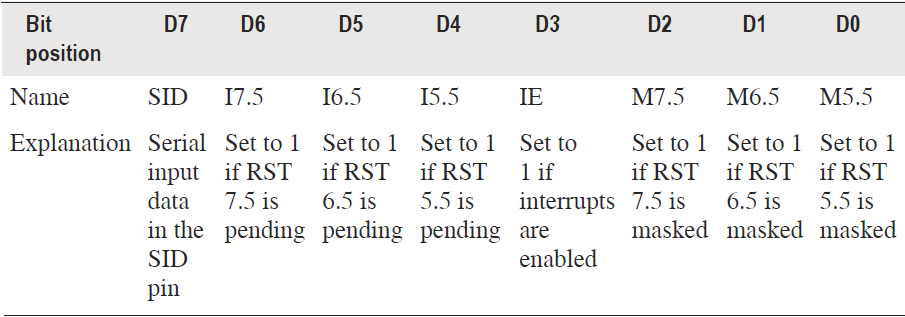 Bit position D7 D6 D5 D4 D3 D2 D1 D0
Name SID I7.5 I6.5 I5.5 IE M7.5 M6.5 M5.5
Explanation Serial Set to 1 Set to 1 Set to 1 Set to Set to 1 Set to 1 Set to 1
input if RST if RST if RST 1 if if RST if RST if RST
data 7.5 is 6.5 is 5.5 is interrupts 7.5 is 6.5 is 5.5 is
in the pending pending pending are masked masked masked
SID enabled
pin